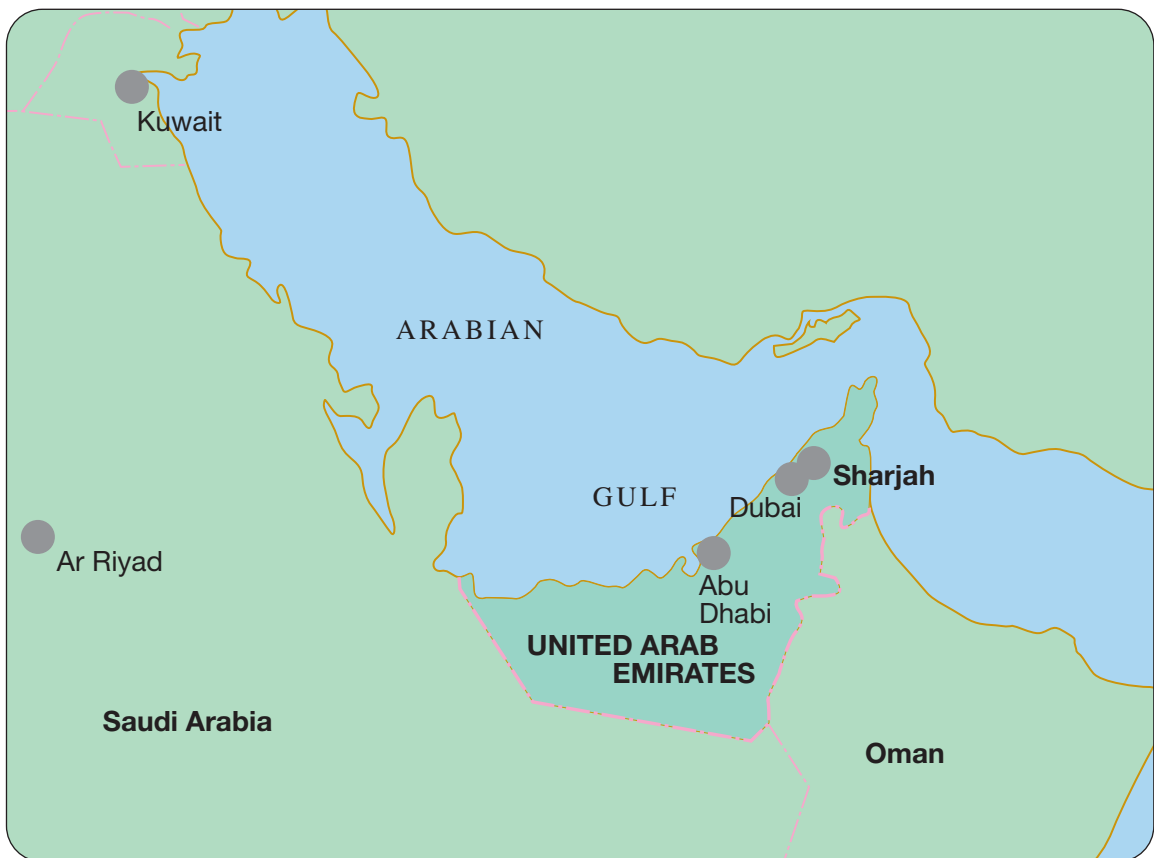 Kuwait
ARABIAN
GULF
Sharjah
Dubai
Ar Riyad
Abu
Dhabi
UNITED ARAB
EMIRATES
Saudi Arabia
Oman